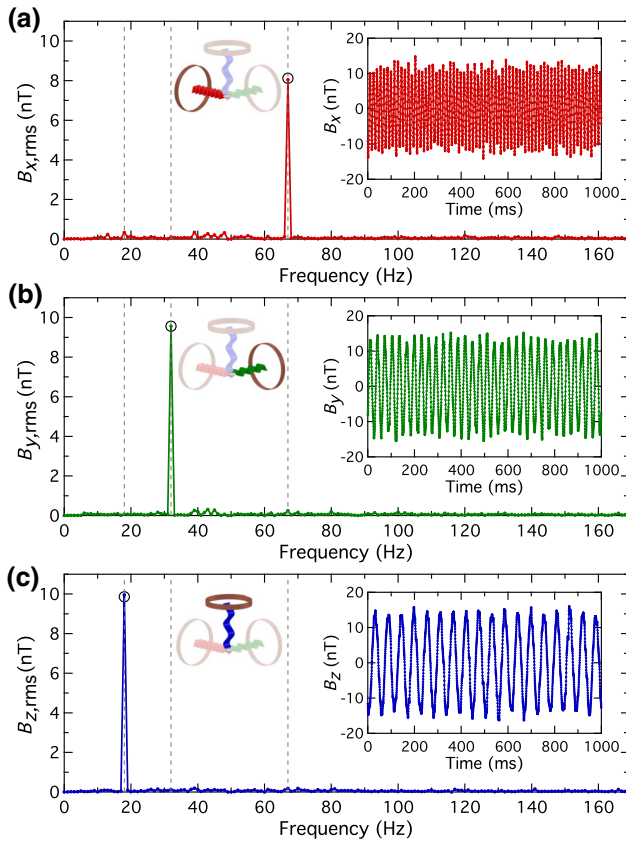 (a)
B_x,rms (nT)
10
8
6
4
2
0
0 20 40 60 80 100 120 140 160
Frequency (Hz)
B_x (nT)
20
10
0
-10
-20
0 200 400 600 800 1000
Time (ms)
(b)
B_y,rms (nT)
10
8
6
4
2
0
0 20 40 60 80 100 120 140 160
Frequency (Hz)
B_y (nT)
20
10
0
-10
-20
0 200 400 600 800 1000
Time (ms)
(c)
B_z,rms (nT)
10
8
6
4
2
0
0 20 40 60 80 100 120 140 160
Frequency (Hz)
B_z (nT)
20
10
0
-10
-20
0 200 400 600 800 1000
Time (ms)